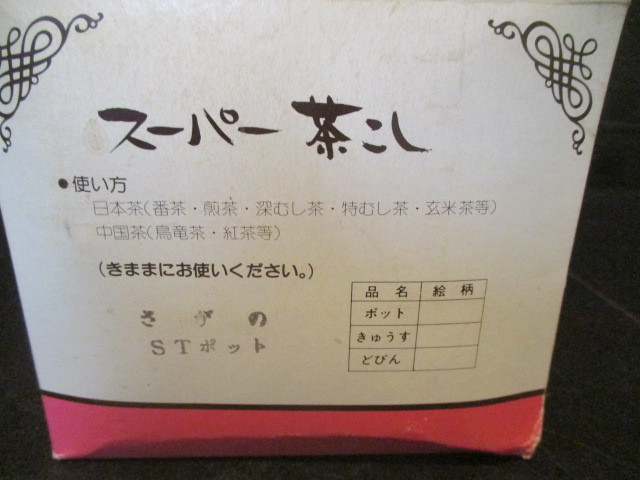 スーパー 茶こし
●使い方
日本茶(番茶・煎茶・深むし茶・特むし茶・玄米茶等)
中国茶(烏竜茶・紅茶等)
(きままにお使いください。)
品名 絵柄
ポット
きゅうす
どびん
STポット